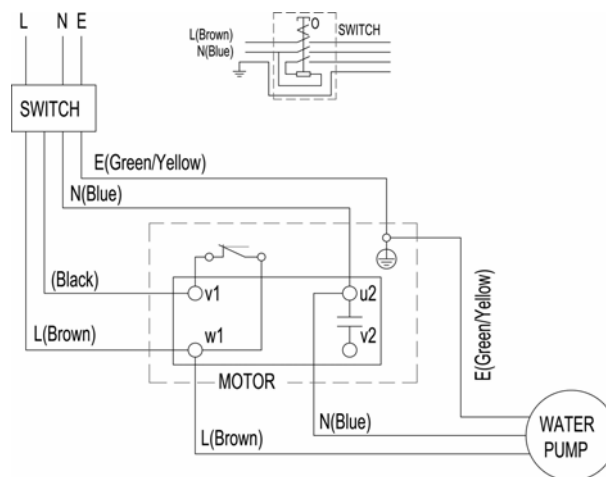 L N E
L(Brown)
N(Blue)
O
SWITCH
SWITCH
E(Green/Yellow)
N(Blue)
(Black)
v1
u2
L(Brown)
w1
v2
MOTOR
E(Green/Yellow)
N(Blue)
L(Brown)
WATER
PUMP